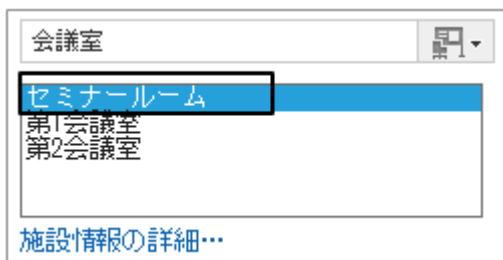 会議室
セミナールーム
第1会議室
第2会議室
施設情報の詳細…